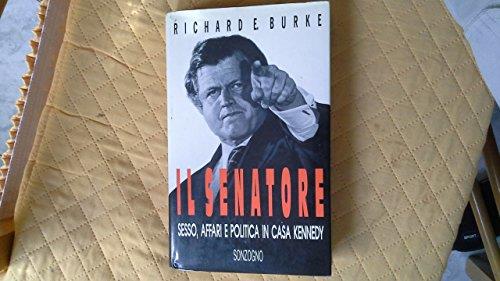 RICHARD E. BURKE
IL SENATORE
SESSO, AFFARI E POLITICA IN CASA KENNEDY
SONZOGNO